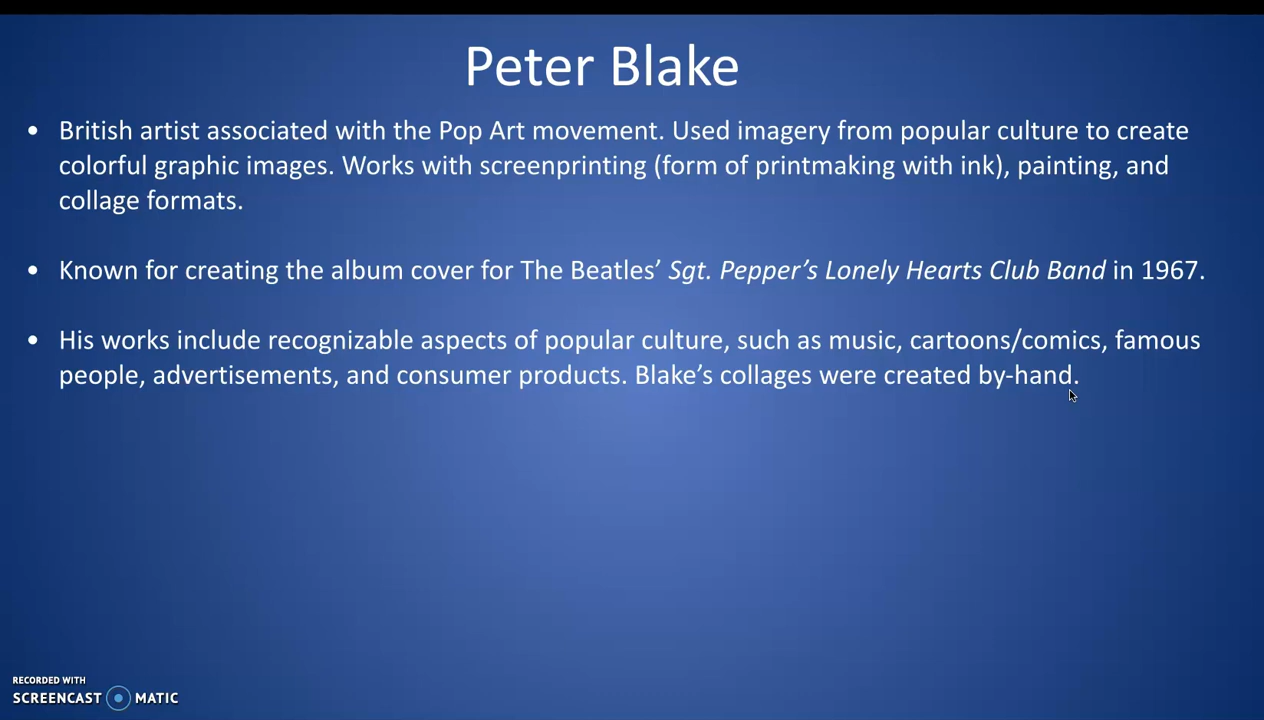 Peter Blake
• British artist associated with the Pop Art movement. Used imagery from popular culture to create
colorful graphic images. Works with screenprinting (form of printmaking with ink), painting, and
collage formats.
• Known for creating the album cover for The Beatles’ Sgt. Pepper’s Lonely Hearts Club Band in 1967.
• His works include recognizable aspects of popular culture, such as music, cartoons/comics, famous
people, advertisements, and consumer products. Blake’s collages were created by-hand.
RECORDED WITH
SCREENCAST MATIC